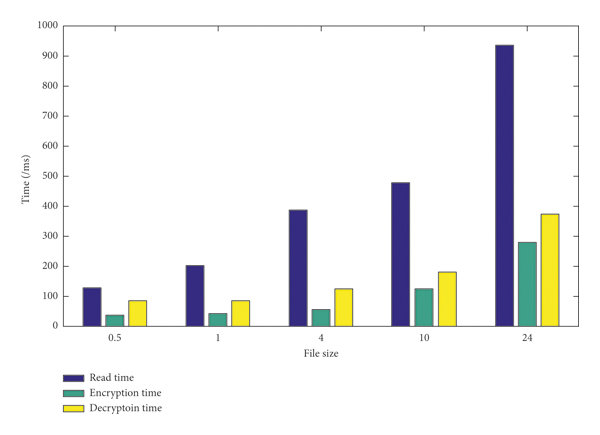 1000
900
800
700
600
500
400
300
200
100
0
Time (/ms)
0.5 1 4 10 24
File size
Read time
Encryption time
Decryptoin time